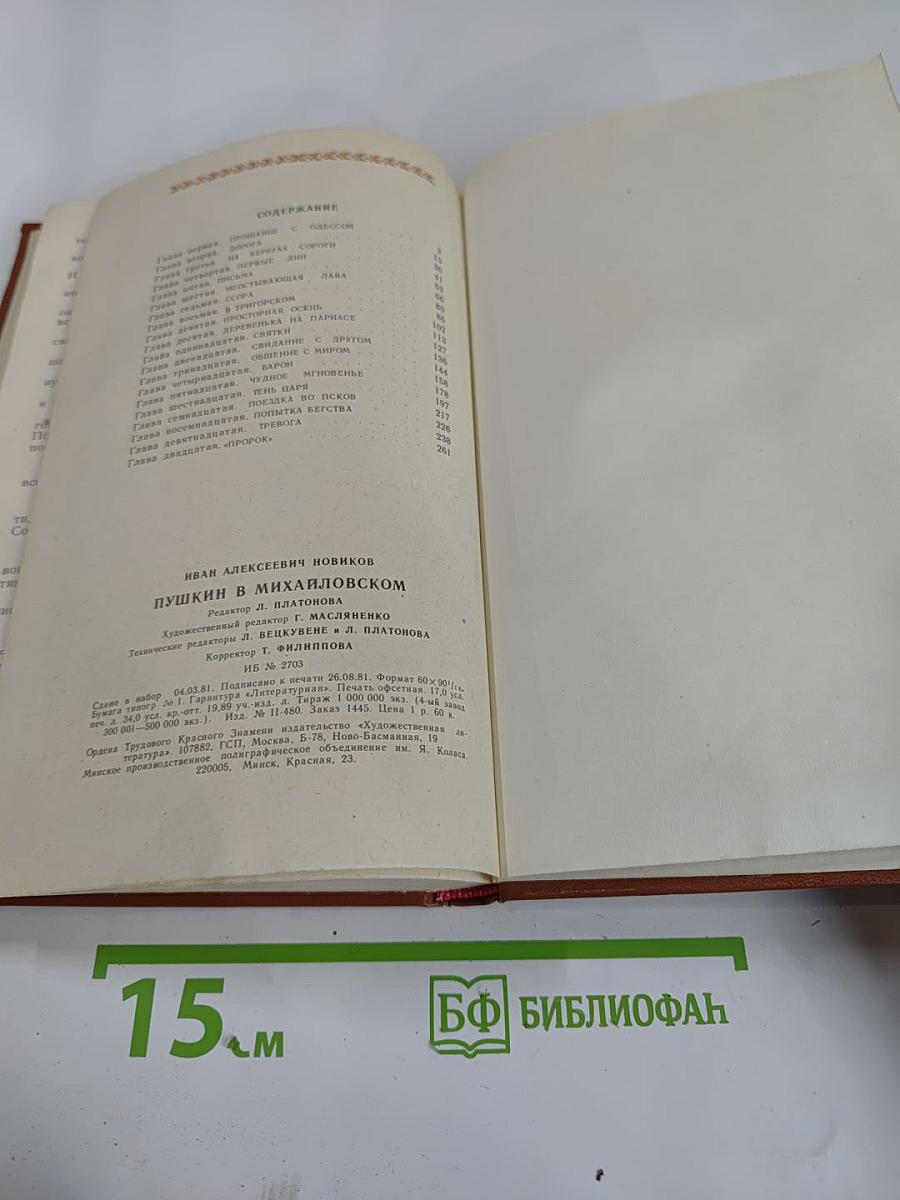 СОДЕРЖАНИЕ
Глава первая. ПРОЩАНИЕ С ОДЕССОЙ 3
Глава вторая. ДОРОГА 13
Глава третья. НА БЕРЕГАХ СОРОТИ 26
Глава четвертая. ПЕРВЫЕ ДНИ 41
Глава пятая. ПИСЬМА 53
Глава шестая. НЕОСТЫВАЮЩАЯ ЛАВА 66
Глава седьмая. ССОРА 80
Глава восьмая. В ТРИГОРСКОМ 86
Глава девятая. ПРОСТОРНАЯ ОСЕНЬ 102
Глава десятая. ДЕРЕВЕНЬКА НА ПАРНАСЕ 113
Глава одиннадцатая. СВЯТКИ 127
Глава двенадцатая. СВИДАНИЕ С ДРУГОМ 136
Глава тринадцатая. ОБЩЕНИЕ С МИРОМ 144
Глава четырнадцатая. БАРОН 158
Глава пятнадцатая. ЧУДНОЕ МГНОВЕНЬЕ 178
Глава шестнадцатая. ТЕНЬ ЦАРЯ 197
Глава семнадцатая. ПОЕЗДКА ВО ПСКОВ 217
Глава восемнадцатая. ПОПЫТКА БЕГСТВА 226
Глава девятнадцатая. ТРЕВОГА 238
Глава двадцатая. «ПРОРОК» 261
ИВАН АЛЕКСЕЕВИЧ НОВИКОВ
ПУШКИН В МИХАЙЛОВСКОМ
Редактор Л. ПЛАТОНОВА
Художественный редактор Г. МАСЛЯНЕНКО
Технические редакторы Л. ВЕЦКУВЕНЕ и Л. ПЛАТОНОВА
Корректор Т. ФИЛИППОВА
ИБ № 2703
Сдано в набор 04.03.81. Подписано к печати 26.08.81. Формат 60×90 1/16.
Бумага типогр. № 1. Гарнитура «Литературная». Печать офсетная. 17,0 усл.
печ. л. 34,0 усл. кр.-отт. 19,89 уч.-изд. л. Тираж 1 000 000 экз. (4-ый завод
300 001—500 000 экз.). Изд. № II-480. Заказ 1445. Цена 1 р. 60 к.
Ордена Трудового Красного Знамени издательство «Художественная ли-
тература». 107882, ГСП, Москва, Б-78, Ново-Басманная, 19
Минское производственное полиграфическое объединение им. Я. Коласа.
220005, Минск, Красная, 23.
15 см
БФ БИБЛИОФАН